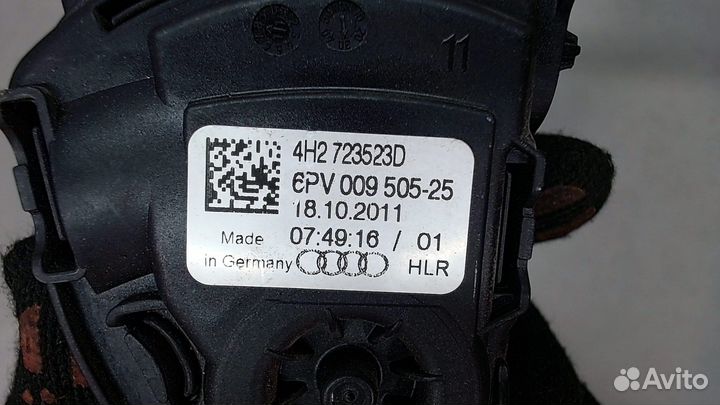 11
4H2 723523D
6PV 009 505-25
18.10.2011
Made 07:49:16 / 01
in Germany HLR
Avito